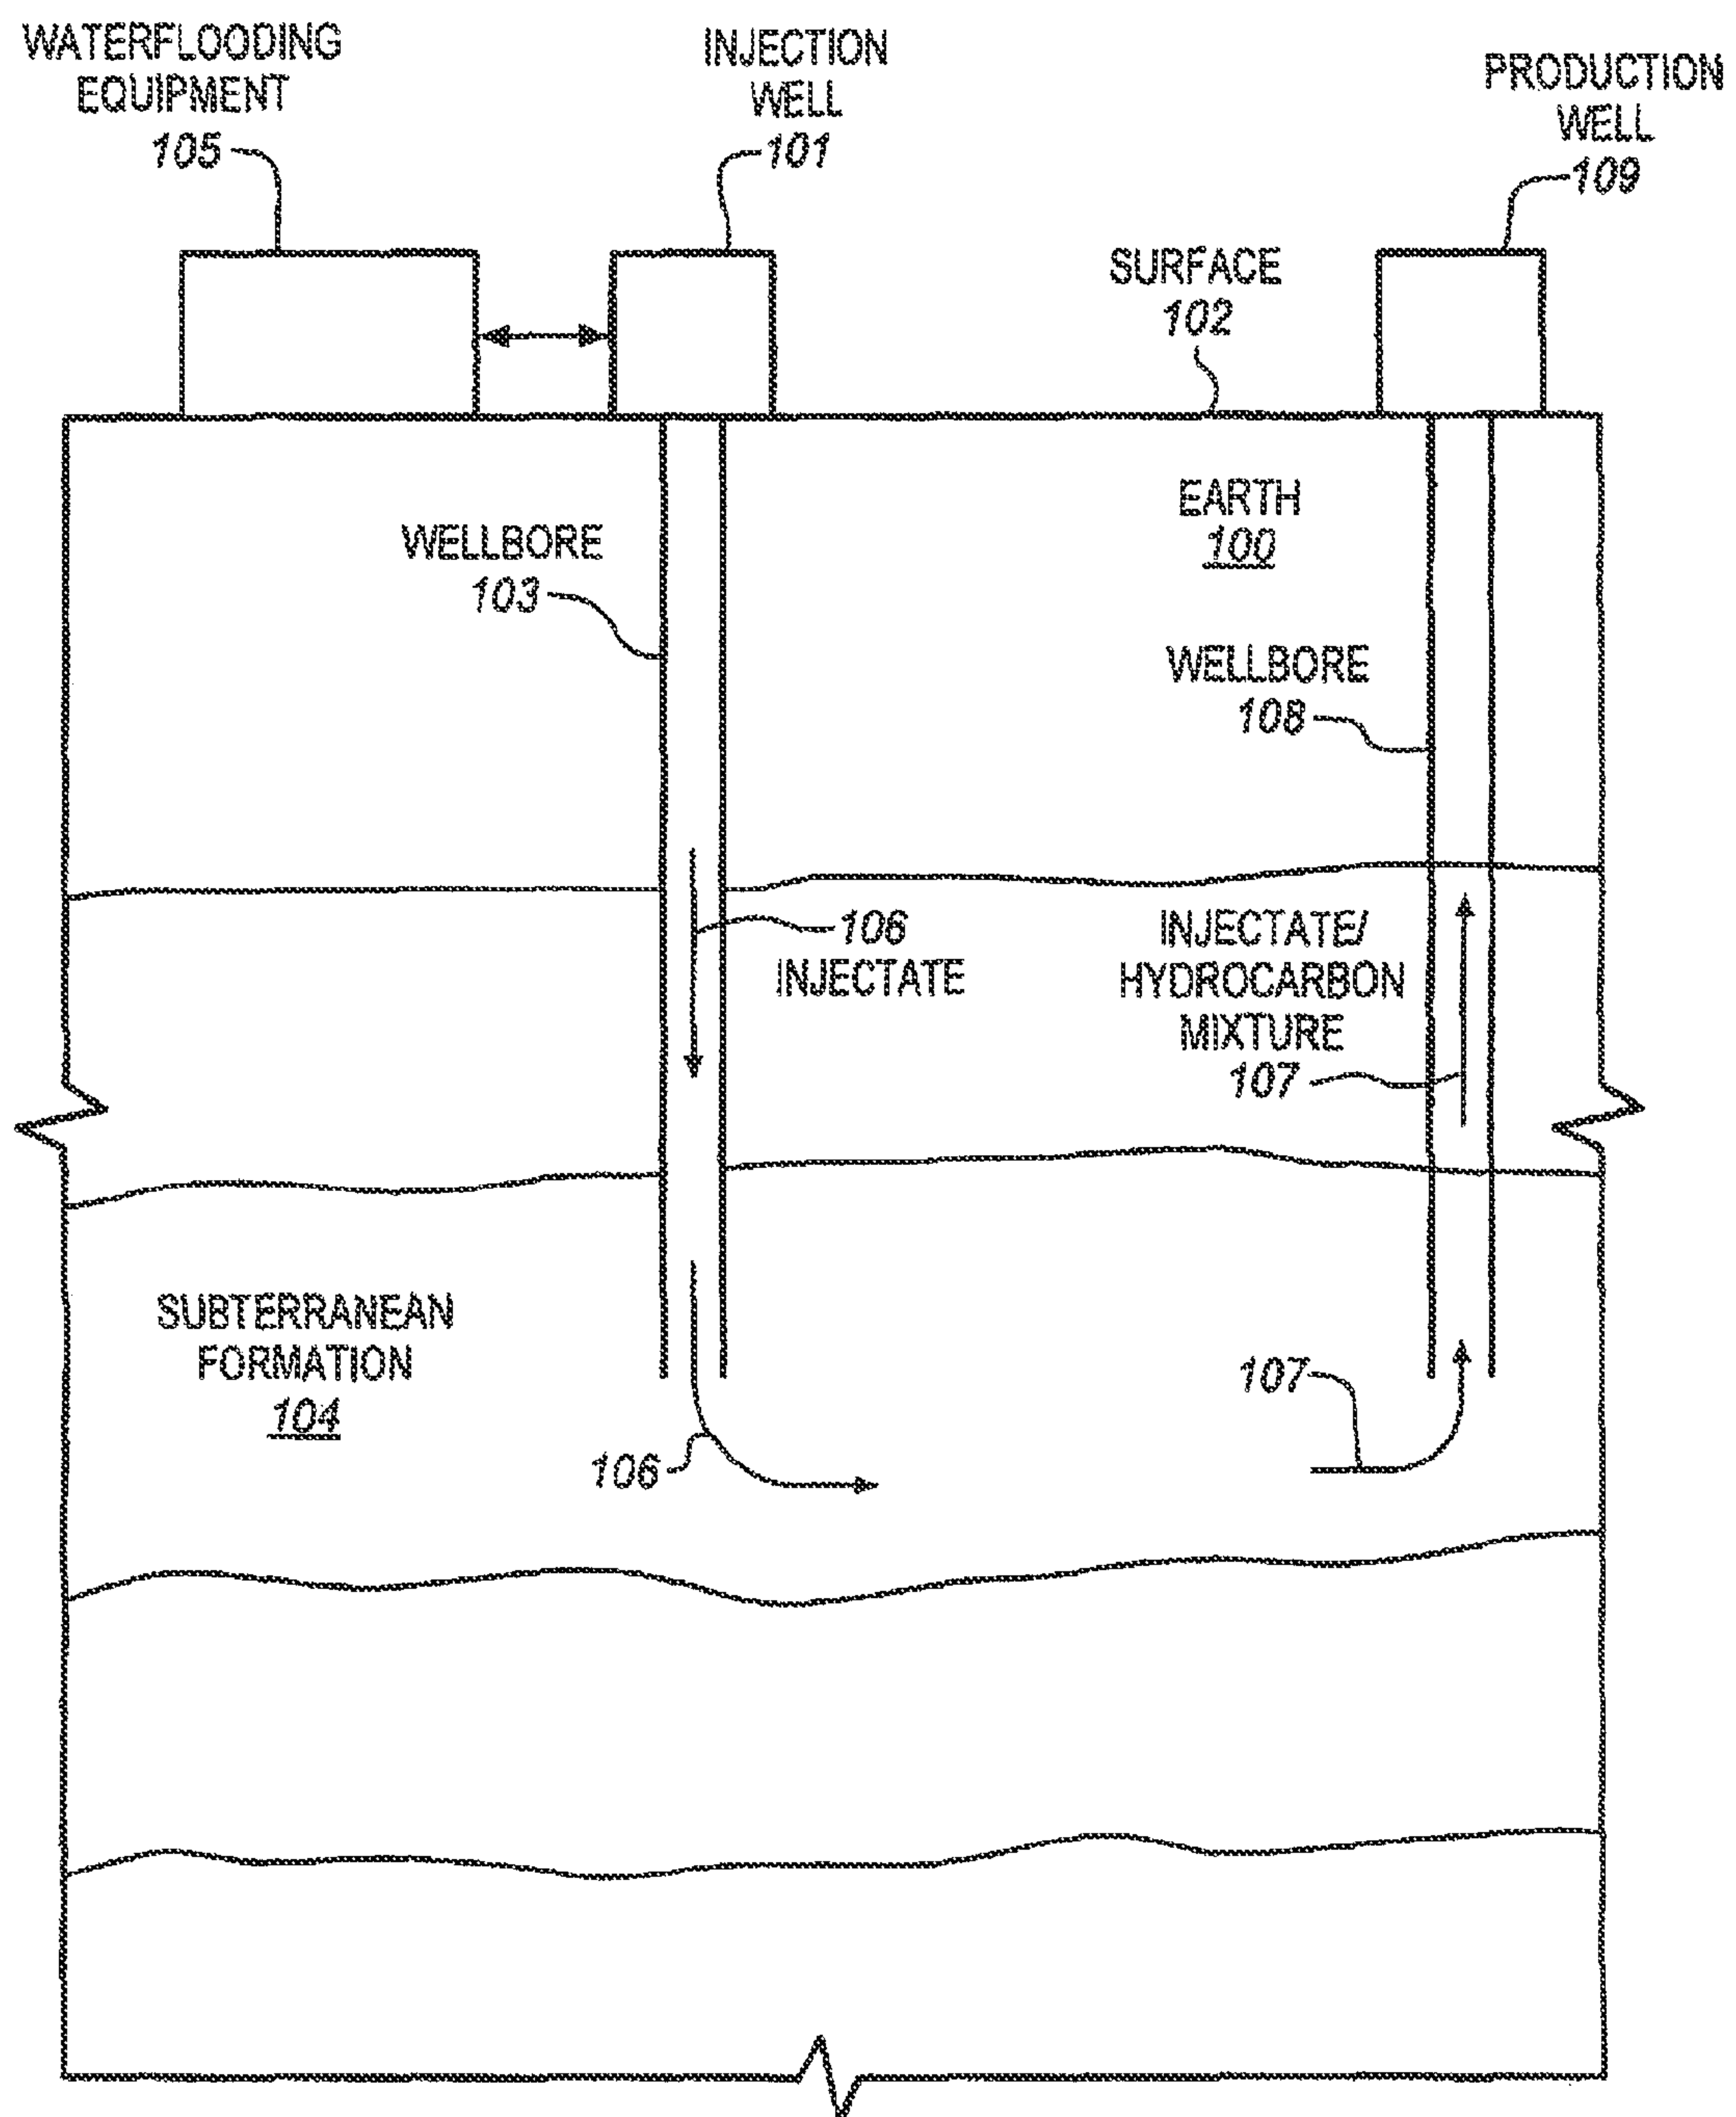 WATERFLOODING
EQUIPMENT
105
INJECTION
WELL
101
PRODUCTION
WELL
109
SURFACE
102
EARTH
100
WELLBORE
103
WELLBORE
108
106
INJECTATE
INJECTATE/
HYDROCARBON
MIXTURE
107
SUBTERRANEAN
FORMATION
104
107
106